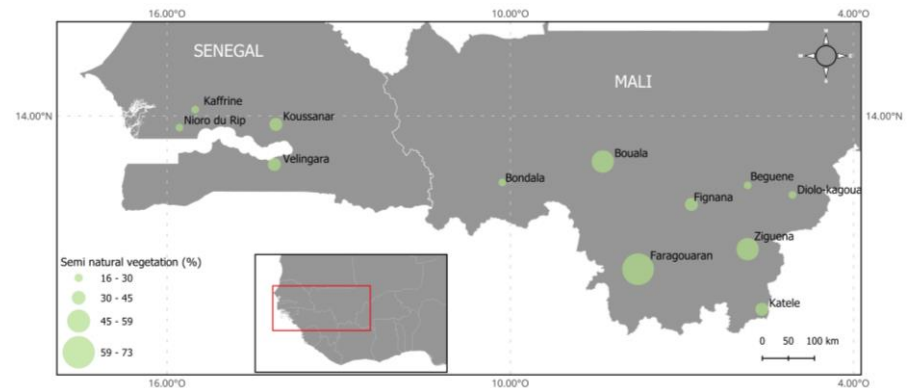 16.00°O 10.00°O 4.00°O
SENEGAL
MALI
Kaffrine
14.00°N 14.00°N
Nioro du Rip
Koussanar
Velingara
Bouala
Bondala
Beguene
Diolo-kagoua
Fignana
Ziguena
Faragouaran
Katele
Semi natural vegetation (%)
16 - 30
30 - 45
45 - 59
59 - 73
0 50 100 km
16.00°O 10.00°O 4.00°O